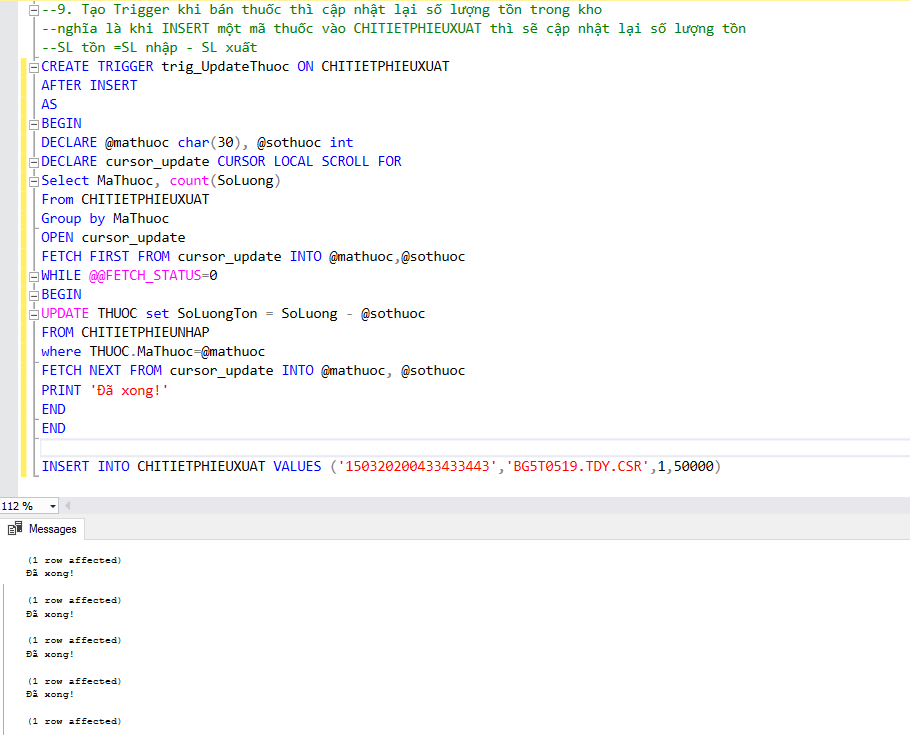 --9. Tạo Trigger khi bán thuốc thì cập nhật lại số lượng tồn trong kho
--nghĩa là khi INSERT một mã thuốc vào CHITIETPHIEUXUAT thì sẽ cập nhật lại số lượng tồn
--SL tồn =SL nhập - SL xuất
CREATE TRIGGER trig_UpdateThuoc ON CHITIETPHIEUXUAT
AFTER INSERT
AS
BEGIN
DECLARE @mathuoc char(30), @sothuoc int
DECLARE cursor_update CURSOR LOCAL SCROLL FOR
Select MaThuoc, count(SoLuong)
From CHITIETPHIEUXUAT
Group by MaThuoc
OPEN cursor_update
FETCH FIRST FROM cursor_update INTO @mathuoc,@sothuoc
WHILE @@FETCH_STATUS=0
BEGIN
UPDATE THUOC set SoLuongTon = SoLuong - @sothuoc
FROM CHITIETPHIEUNHAP
where THUOC.MaThuoc=@mathuoc
FETCH NEXT FROM cursor_update INTO @mathuoc, @sothuoc
PRINT 'Đã xong!'
END
END
INSERT INTO CHITIETPHIEUXUAT VALUES ('150320200433433443','BG5T0519.TDY.CSR',1,50000)
112 %
Messages
(1 row affected)
Đã xong!
(1 row affected)
Đã xong!
(1 row affected)
Đã xong!
(1 row affected)
Đã xong!
(1 row affected)